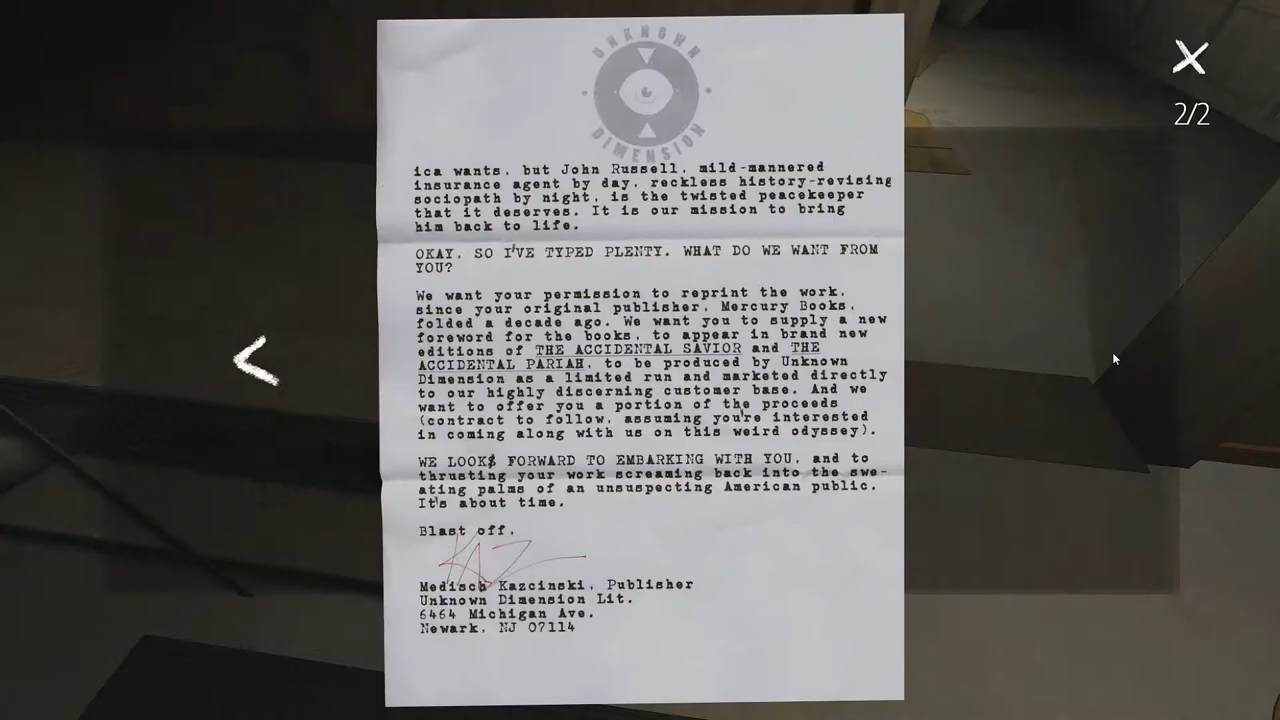 2/2
UNKNOWN
DIMENSION
ica wants, but John Russell, mild-mannered
insurance agent by day, reckless history-revising
sociopath by night, is the twisted peacekeeper
that it deserves. It is our mission to bring
him back to life.
OKAY, SO I'VE TYPED PLENTY. WHAT DO WE WANT FROM
YOU?
We want your permission to reprint the work,
since your original publisher, Mercury Books,
folded a decade ago. We want you to supply a new
foreword for the books, to appear in brand new
editions of THE ACCIDENTAL SAVIOR and THE
ACCIDENTAL PARIAH, to be produced by Unknown
Dimension as a limited run and marketed directly
to our highly discerning customer base. And we
want to offer you a portion of the proceeds
(contract to follow, assuming you're interested
in coming along with us on this weird odyssey).
WE LOOK$ FORWARD TO EMBARKING WITH YOU, and to
thrusting your work screaming back into the swe-
ating palms of an unsuspecting American public.
It's about time.
Blast off,
KAZ
Medisch Kazcinski, Publisher
Unknown Dimension Lit.
6464 Michigan Ave.
Newark, NJ 07114